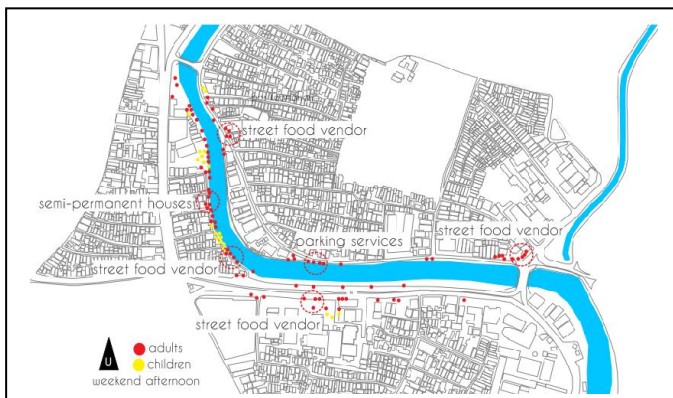 street food vendor
semi-permanent houses
street food vendor
parking services
street food vendor
street food vendor
U
adults
children
weekend afternoon